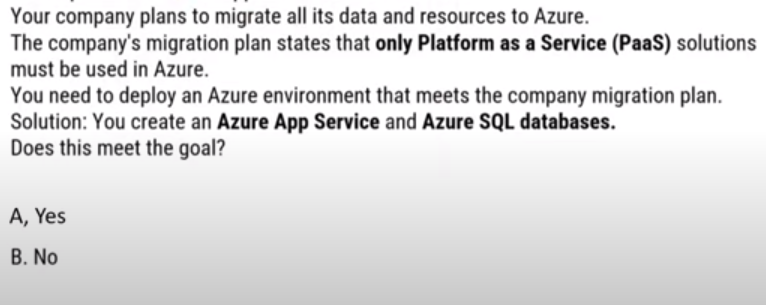 Your company plans to migrate all its data and resources to Azure.
The company's migration plan states that only Platform as a Service (PaaS) solutions
must be used in Azure.
You need to deploy an Azure environment that meets the company migration plan.
Solution: You create an Azure App Service and Azure SQL databases.
Does this meet the goal?
A, Yes
B. No